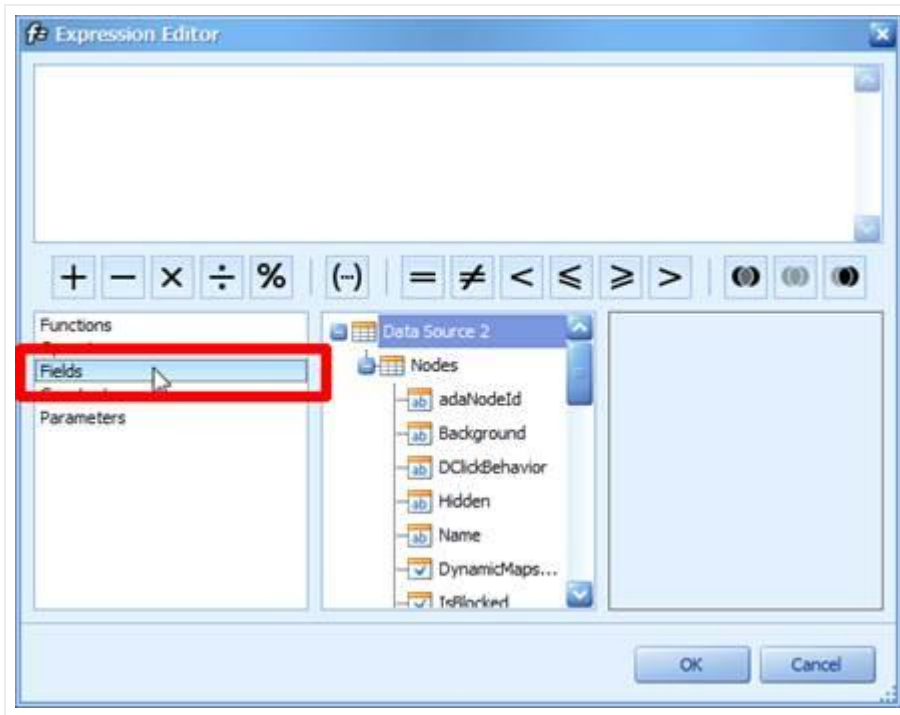 Expression Editor
+ − × ÷ % (...) = ≠ < ≤ ≥ >
Functions
Fields
Parameters
Data Source 2
Nodes
adaNodeId
Background
DClickBehavior
Hidden
Name
DynamicMaps...
IsBlocked
OK
Cancel